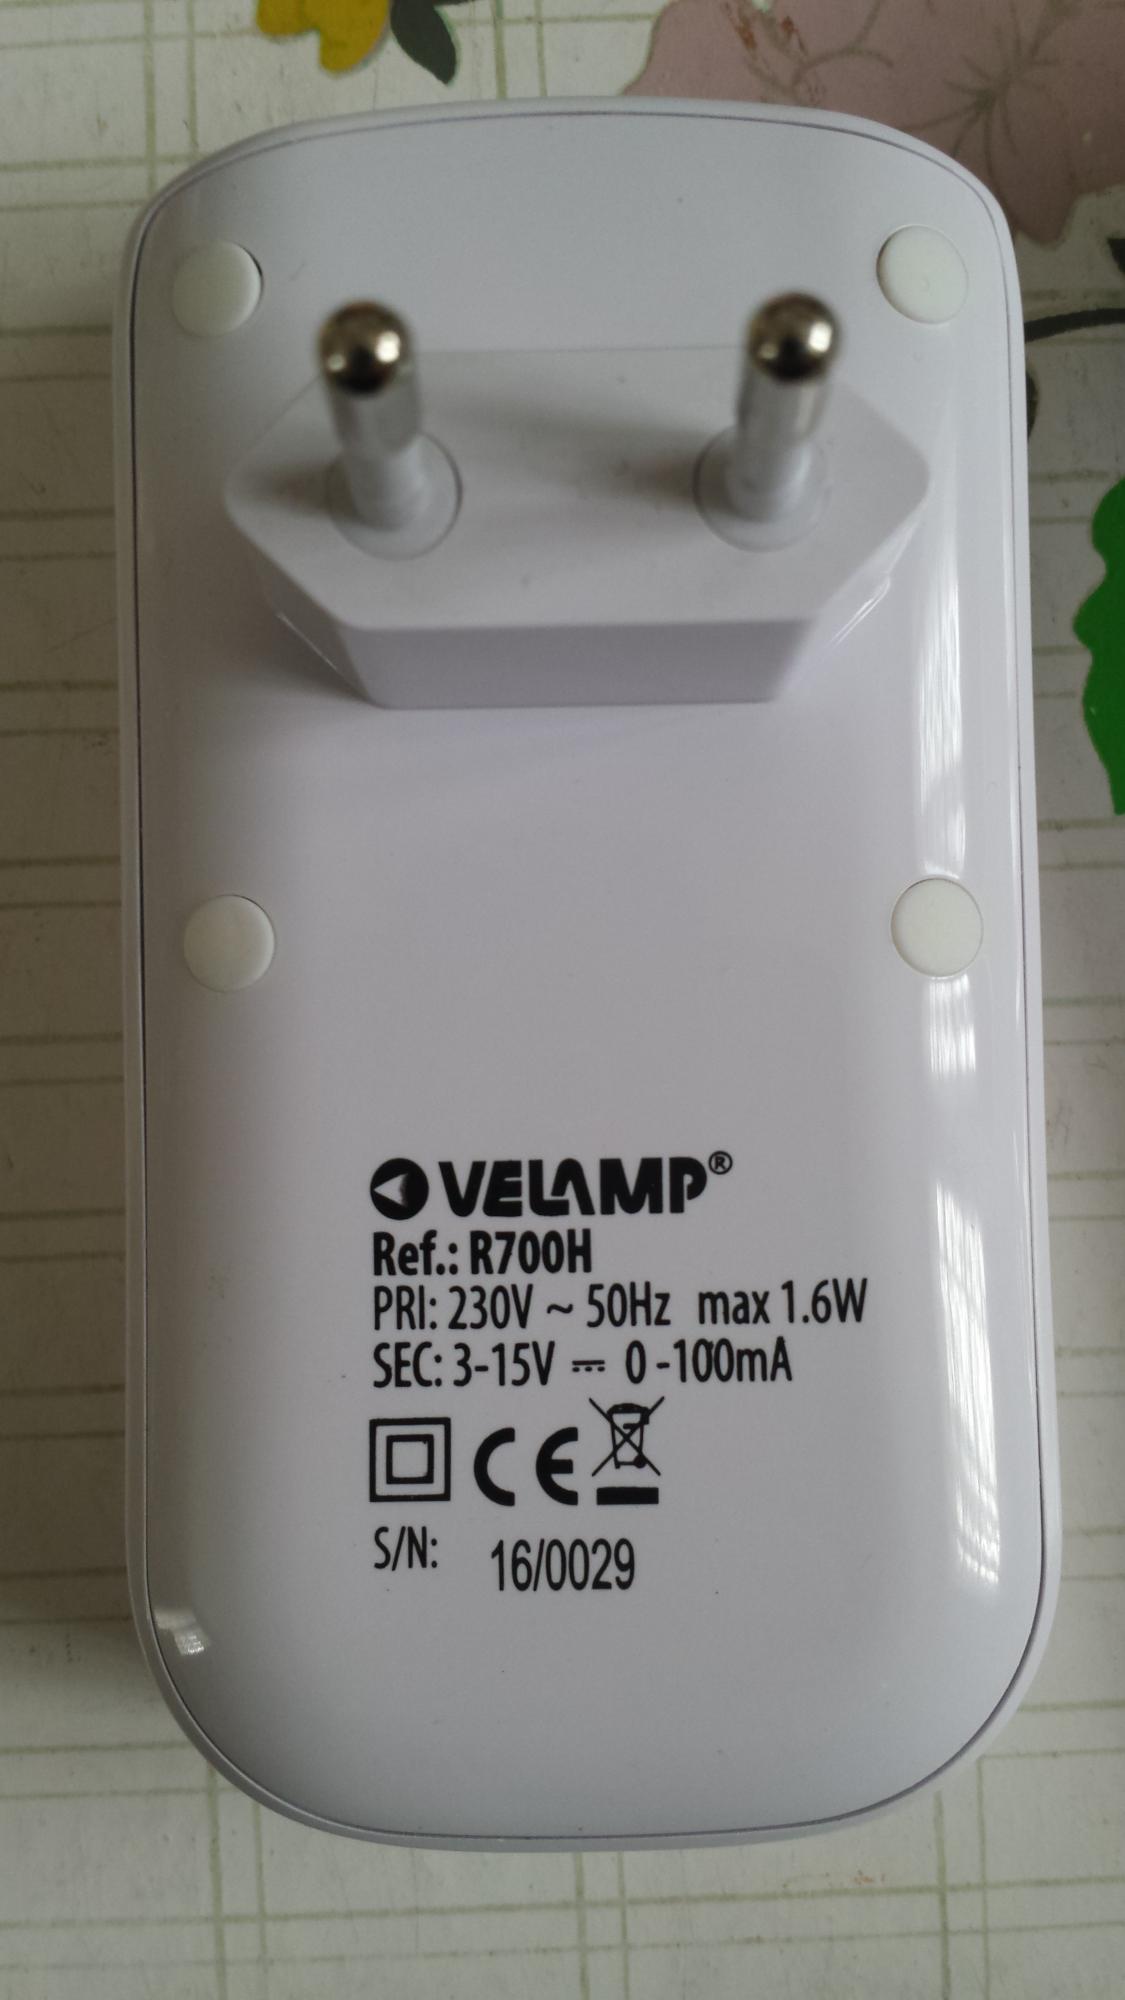 VELAMP®
Ref.: R700H
PRI: 230V ~ 50Hz max 1.6W
SEC: 3-15V ⎓ 0 -100mA
CE
S/N: 16/0029